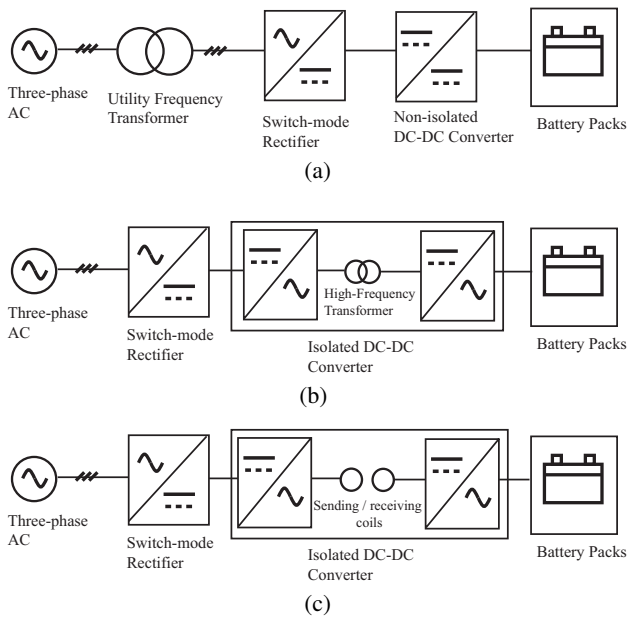 Three-phase
AC
Utility Frequency
Transformer
Switch-mode
Rectifier
Non-isolated
DC-DC Converter
Battery Packs
(a)
Three-phase
AC
Switch-mode
Rectifier
High-Frequency
Transformer
Isolated DC-DC
Converter
Battery Packs
(b)
Three-phase
AC
Switch-mode
Rectifier
Sending / receiving
coils
Isolated DC-DC
Converter
Battery Packs
(c)